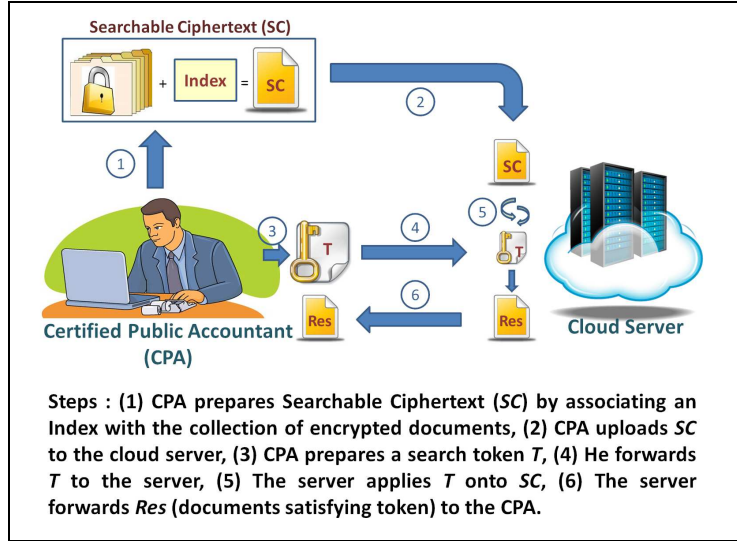 Searchable Ciphertext (SC)
+ Index = SC
2
1
SC
3
4
5
T
T
6
Res
Res
Certified Public Accountant
(CPA)
Cloud Server
Steps : (1) CPA prepares Searchable Ciphertext (SC) by associating an
Index with the collection of encrypted documents, (2) CPA uploads SC
to the cloud server, (3) CPA prepares a search token T, (4) He forwards
T to the server, (5) The server applies T onto SC, (6) The server
forwards Res (documents satisfying token) to the CPA.